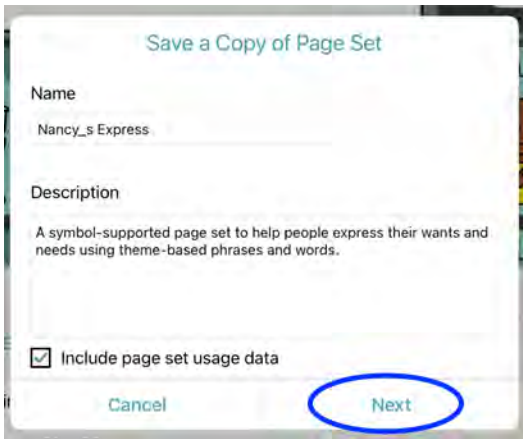 Save a Copy of Page Set
Name
Nancy_s Express
Description
A symbol-supported page set to help people express their wants and
needs using theme-based phrases and words.
Include page set usage data
Cancel
Next